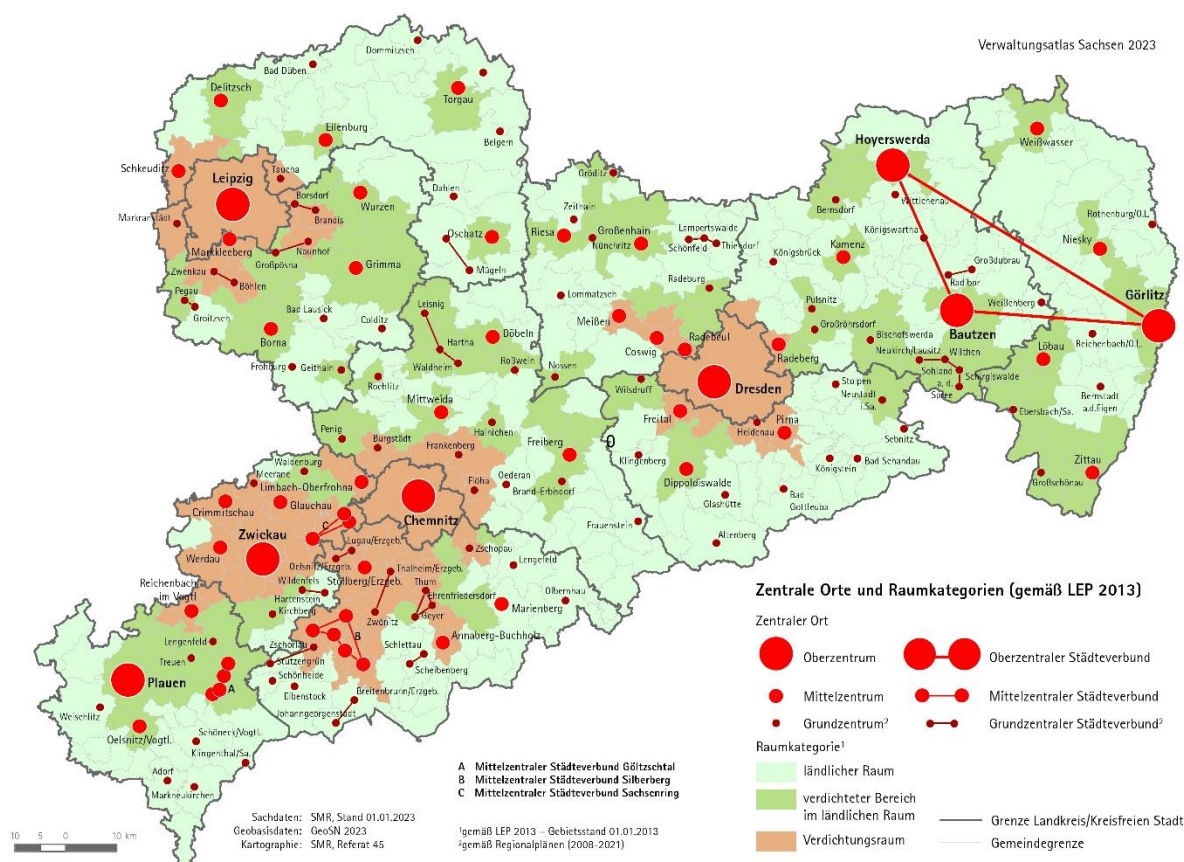 Verwaltungsatlas Sachsen 2023
Dommitzsch
Bad Düben
Delitzsch
Torgau
Eilenburg
Belgern
Schkeuditz
Leipzig
Taucha
Borsdorf
Brandis
Wurzen
Dahlen
Markranstädt
Markkleeberg
Naunhof
Großpösna
Grimma
Oschatz
Mügeln
Zwenkau
Böhlen
Pegau
Groitzsch
Bad Lausick
Colditz
Borna
Frohburg
Geithain
Rochlitz
Leisnig
Hartha
Waldheim
Döbeln
Roßwein
Nossen
Mittweida
Hainichen
Gröditz
Zeithain
Riesa
Nünchritz
Großenhain
Lampertswalde
Schönfeld
Thiendorf
Radeburg
Lommatzsch
Meißen
Coswig
Radebeul
Radeberg
Dresden
Wilsdruff
Freital
Heidenau
Pirna
Klingenberg
Dippoldiswalde
Glashütte
Bad
Gottleuba
Altenberg
Königstein
Bad Schandau
Sebnitz
Stolpen
Neustadt
i.Sa.
Hoyerswerda
Weißwasser
Bernsdorf
Wittichenau
Königswartha
Königsbrück
Kamenz
Großdubrau
Radibor
Rothenburg/O.L.
Niesky
Weißenberg
Görlitz
Pulsnitz
Großröhrsdorf
Bischofswerda
Bautzen
Neukirch/Lausitz
Wilthen
Sohland
a. d.
Spree
Schirgiswalde
Löbau
Reichenbach/O.L.
Bernstadt
a.d.Eigen
Ebersbach/Sa.
Zittau
Großschönau
Penig
Burgstädt
Frankenberg
Freiberg
0
Waldenburg
Meerane
Limbach-Oberfrohna
Oederan
Flöha
Brand-Erbisdorf
Glauchau
Crimmitschau
C
Chemnitz
Frauenstein
Zwickau
Lugau/Erzgeb.
Werdau
Oelsnitz/Erzgeb.
Thalheim/Erzgeb.
Zschopau
Lengefeld
Wildenfels
Stollberg/Erzgeb.
Thum
Ehrenfriedersdorf
Reichenbach
im Vogtl.
Hartenstein
Kirchberg
Zwönitz
Geyer
Marienberg
Olbernhau
Lengenfeld
Zschorlau
B
Schlettau
Annaberg-Buchholz
Treuen
Stützengrün
Scheibenberg
Plauen
A
Schönheide
Eibenstock
Breitenbrunn/Erzgeb.
Weischlitz
Johanngeorgenstadt
Oelsnitz/Vogtl.
Schöneck/Vogtl.
Klingenthal/Sa.
Adorf
Markneukirchen
A Mittelzentraler Städteverbund Göltzschtal
B Mittelzentraler Städteverbund Silberberg
C Mittelzentraler Städteverbund Sachsenring
10 5 0 10 km
Sachdaten: SMR, Stand 01.01.2023
Geobasisdaten: GeoSN 2023
Kartographie: SMR, Referat 45
¹gemäß LEP 2013 – Gebietsstand 01.01.2013
²gemäß Regionalplänen (2008-2021)
Zentrale Orte und Raumkategorien (gemäß LEP 2013)
Zentraler Ort
Oberzentrum
Oberzentraler Städteverbund
Mittelzentrum
Mittelzentraler Städteverbund
Grundzentrum²
Grundzentraler Städteverbund²
Raumkategorie¹
ländlicher Raum
verdichteter Bereich
im ländlichen Raum
Verdichtungsraum
Grenze Landkreis/Kreisfreien Stadt
Gemeindegrenze